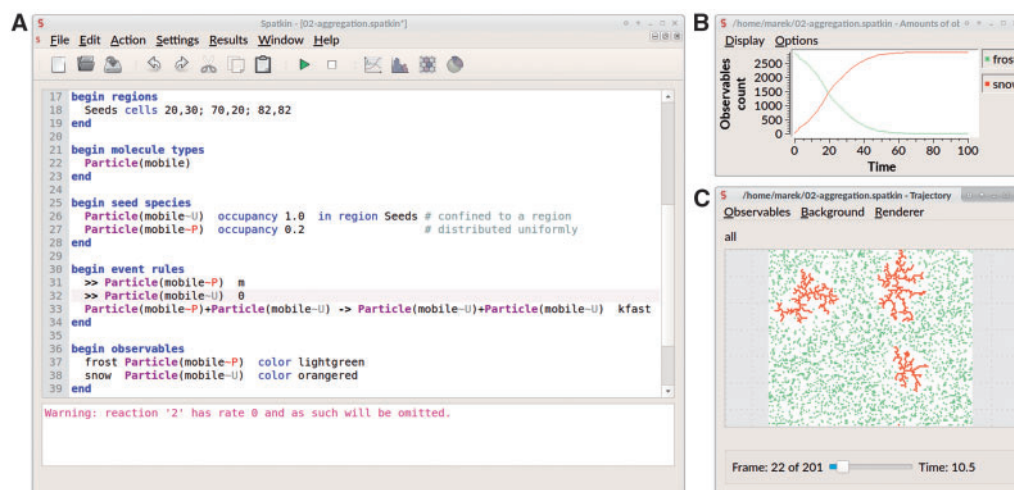 A
Spatkin - [02-aggregation.spatkin*]
File Edit Action Settings Results Window Help
17 begin regions
18 Seeds cells 20,30; 70,20; 82,82
19 end
20
21 begin molecule types
22 Particle(mobile)
23 end
24
25 begin seed species
26 Particle(mobile~U) occupancy 1.0 in region Seeds # confined to a region
27 Particle(mobile~P) occupancy 0.2 # distributed uniformly
28 end
29
30 begin event rules
31 >> Particle(mobile~P) m
32 >> Particle(mobile~U) 0
33 Particle(mobile~P)+Particle(mobile~U) -> Particle(mobile~U)+Particle(mobile~U) kfast
34 end
35
36 begin observables
37 frost Particle(mobile~P) color lightgreen
38 snow Particle(mobile~U) color orangered
39 end
Warning: reaction '2' has rate 0 and as such will be omitted.
B
/home/marek/02-aggregation.spatkin - Amounts of ob
Display Options
Observables count
2500
2000
1500
1000
500
0
0 20 40 60 80 100
Time
frost
snow
C
/home/marek/02-aggregation.spatkin - Trajectory
Observables Background Renderer
all
Frame: 22 of 201 Time: 10.5